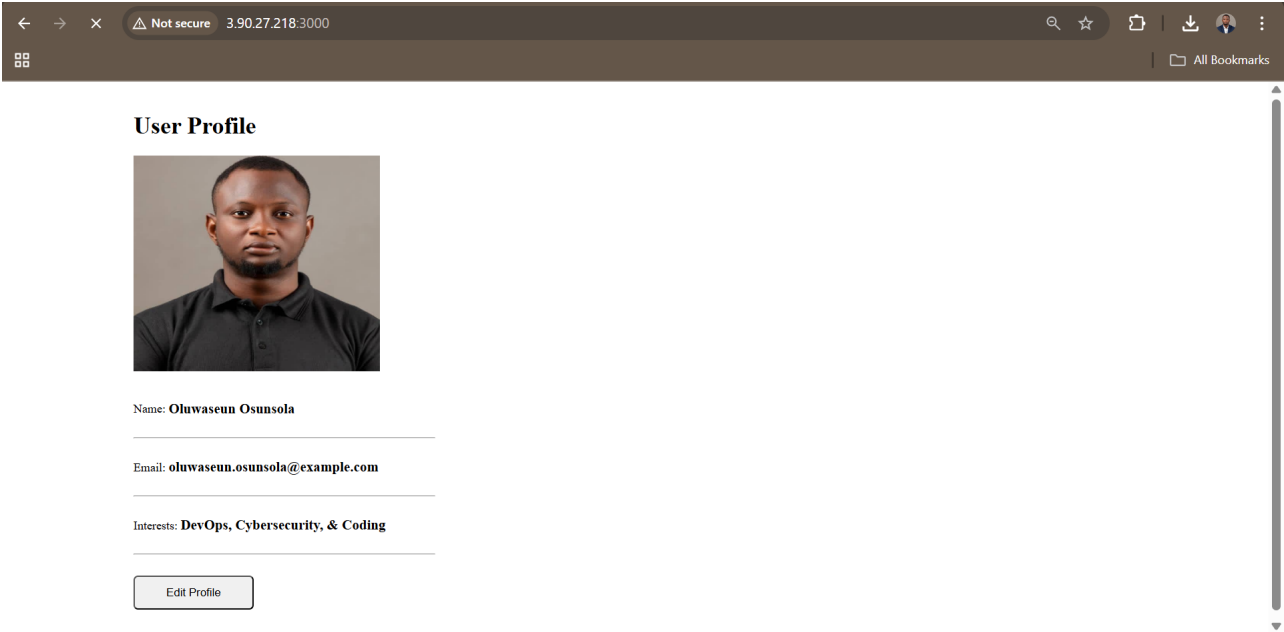 Not secure 3.90.27.218:3000
All Bookmarks
User Profile
Name: Oluwaseun Osunsola
Email: oluwaseun.osunsola@example.com
Interests: DevOps, Cybersecurity, & Coding
Edit Profile